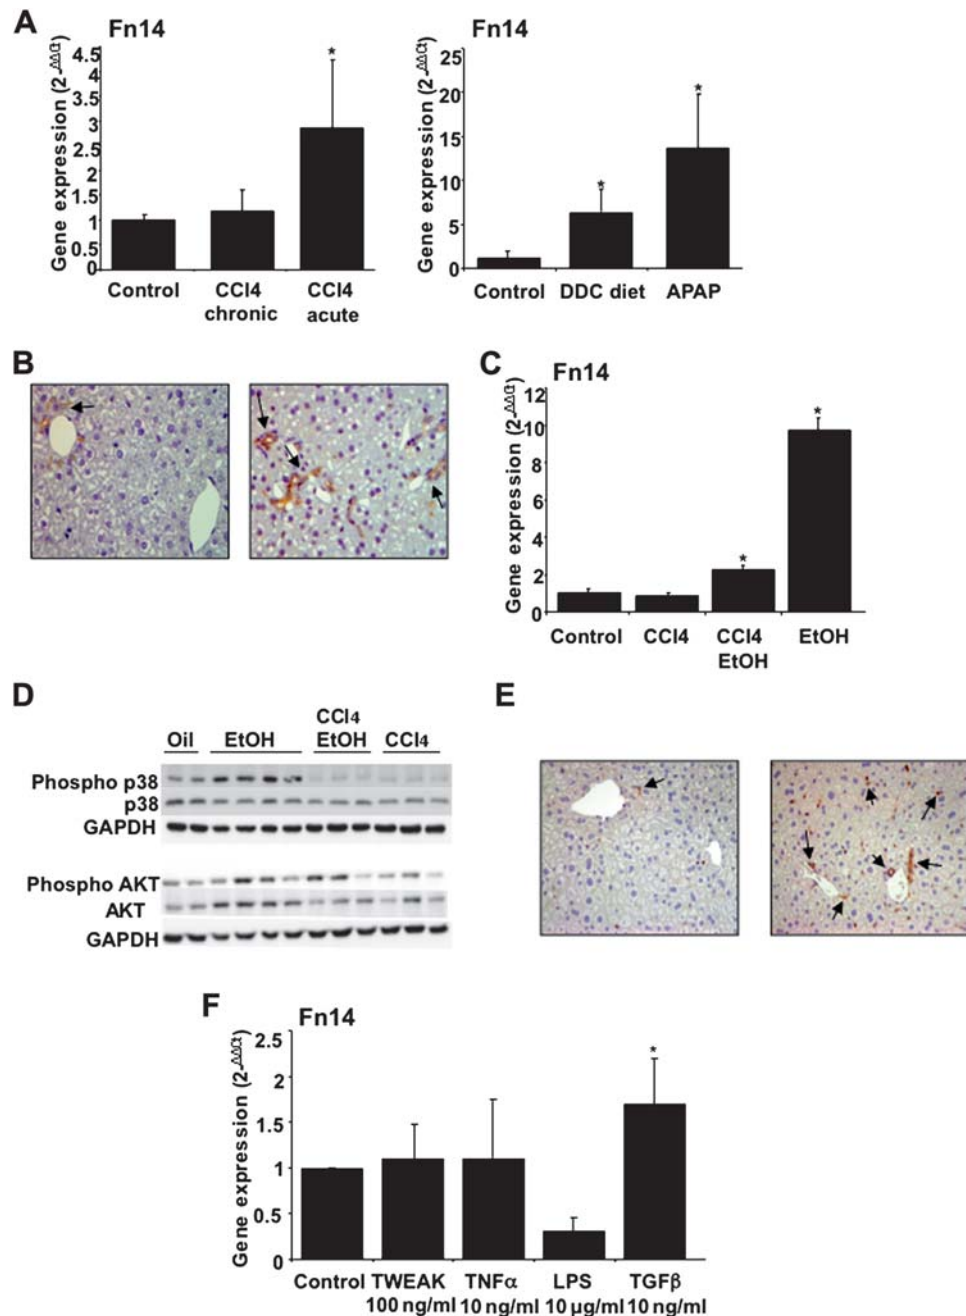 A
Fn14
Gene expression (2-ΔΔCt)
4.5
4
3.5
3
2.5
2
1.5
1
0.5
0
*
Control
CCl4
chronic
CCl4
acute
Fn14
Gene expression (2-ΔΔCt)
25
20
15
10
5
0
*
*
Control
DDC diet
APAP
B
C
Fn14
Gene expression (2-ΔΔCt)
12
10
8
6
4
2
0
*
*
Control
CCl4
CCl4
EtOH
EtOH
D
Oil
EtOH
CCl4
EtOH
CCl4
Phospho p38
p38
GAPDH
Phospho AKT
AKT
GAPDH
E
F
Fn14
Gene expression (2-ΔΔCt)
2.5
2
1.5
1
0.5
0
*
Control
TWEAK
100 ng/ml
TNFα
10 ng/ml
LPS
10 µg/ml
TGFβ
10 ng/ml